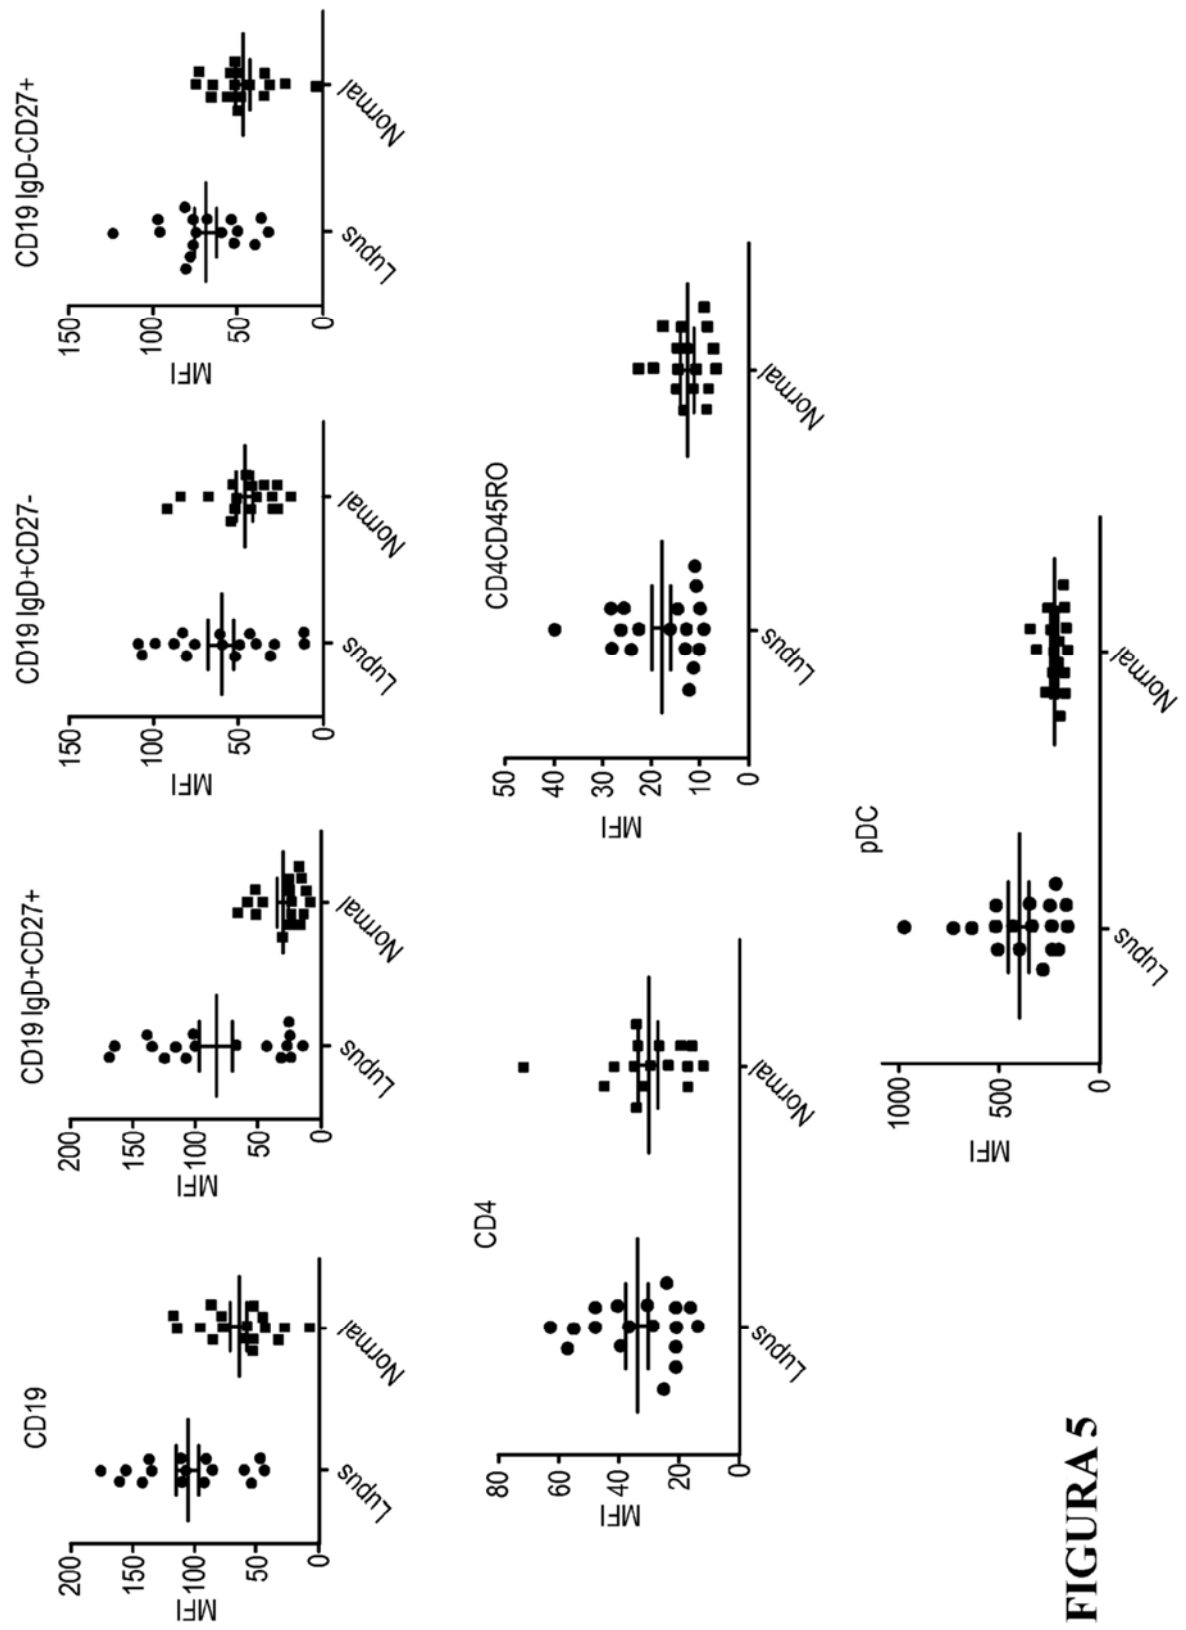 CD19
MFI
200
150
100
50
0
Lupus
Normal
CD19 IgD+CD27+
MFI
200
150
100
50
0
Lupus
Normal
CD19 IgD+CD27-
MFI
150
100
50
0
Lupus
Normal
CD19 IgD-CD27+
MFI
150
100
50
0
Lupus
Normal
CD4
MFI
80
60
40
20
0
Lupus
Normal
CD4CD45RO
MFI
50
40
30
20
10
0
Lupus
Normal
pDC
MFI
1000
500
0
Lupus
Normal
FIGURA 5